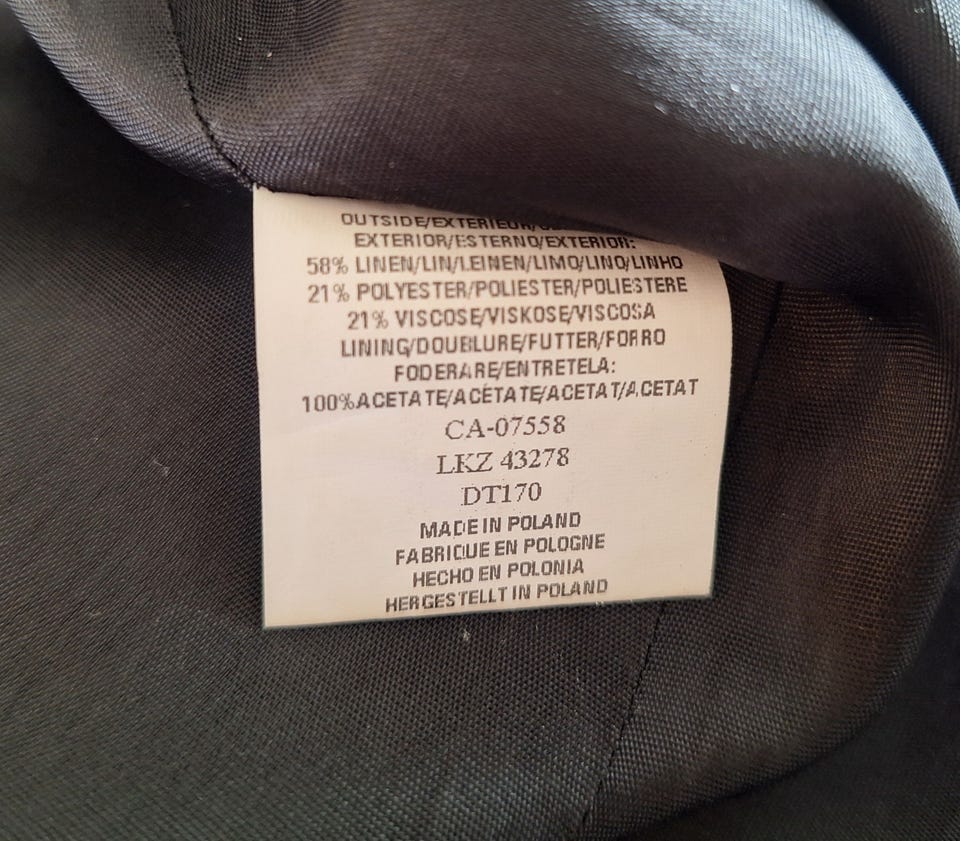 OUTSIDE/EXTERIEUR/
EXTERIOR/ESTERNO/EXTERIOR:
58% LINEN/LIN/LEINEN/LIMO/LINO/LINHO
21% POLYESTER/POLIESTER/POLIESTERE
21% VISCOSE/VISKOSE/VISCOSA
LINING/DOUBLURE/FUTTER/FORRO
FODERARE/ENTRETELA:
100%ACETATE/ACÉTATE/ACETAT/ACETAT
CA-07558
LKZ 43278
DT170
MADE IN POLAND
FABRIQUE EN POLOGNE
HECHO EN POLONIA
HERGESTELLT IN POLAND